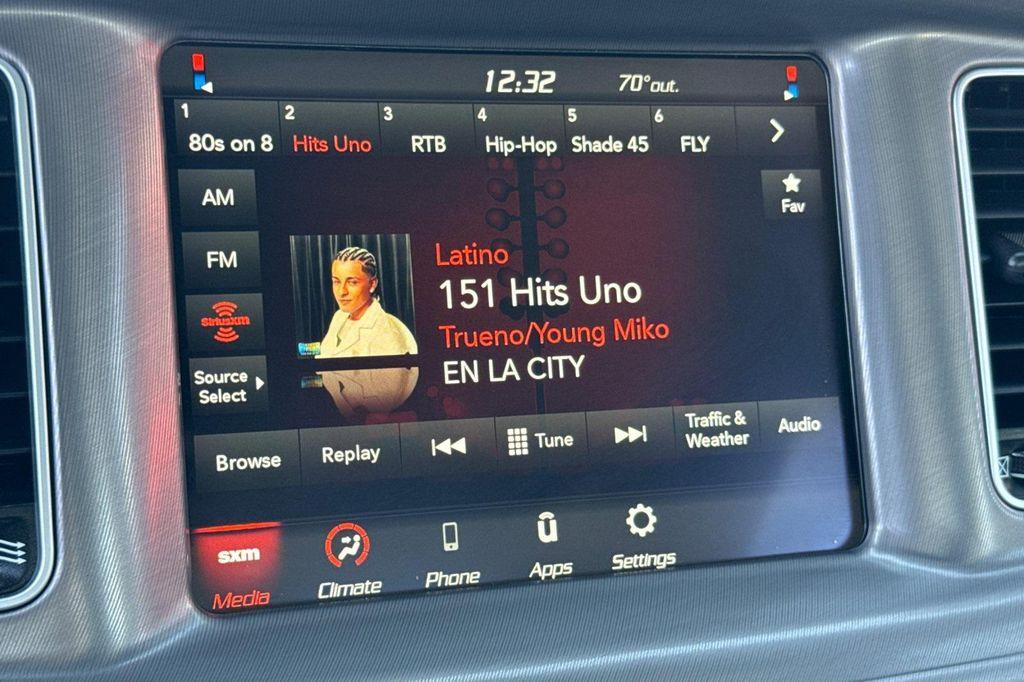 12:32 70°out.
1 2 3 4 5 6
80s on 8 Hits Uno RTB Hip-Hop Shade 45 FLY
AM
Fav
FM
SiriusXM
Source
Select
Latino
151 Hits Uno
Trueno/Young Miko
EN LA CITY
Browse Replay Tune Traffic &
Weather Audio
sxm
Media Climate Phone Apps Settings